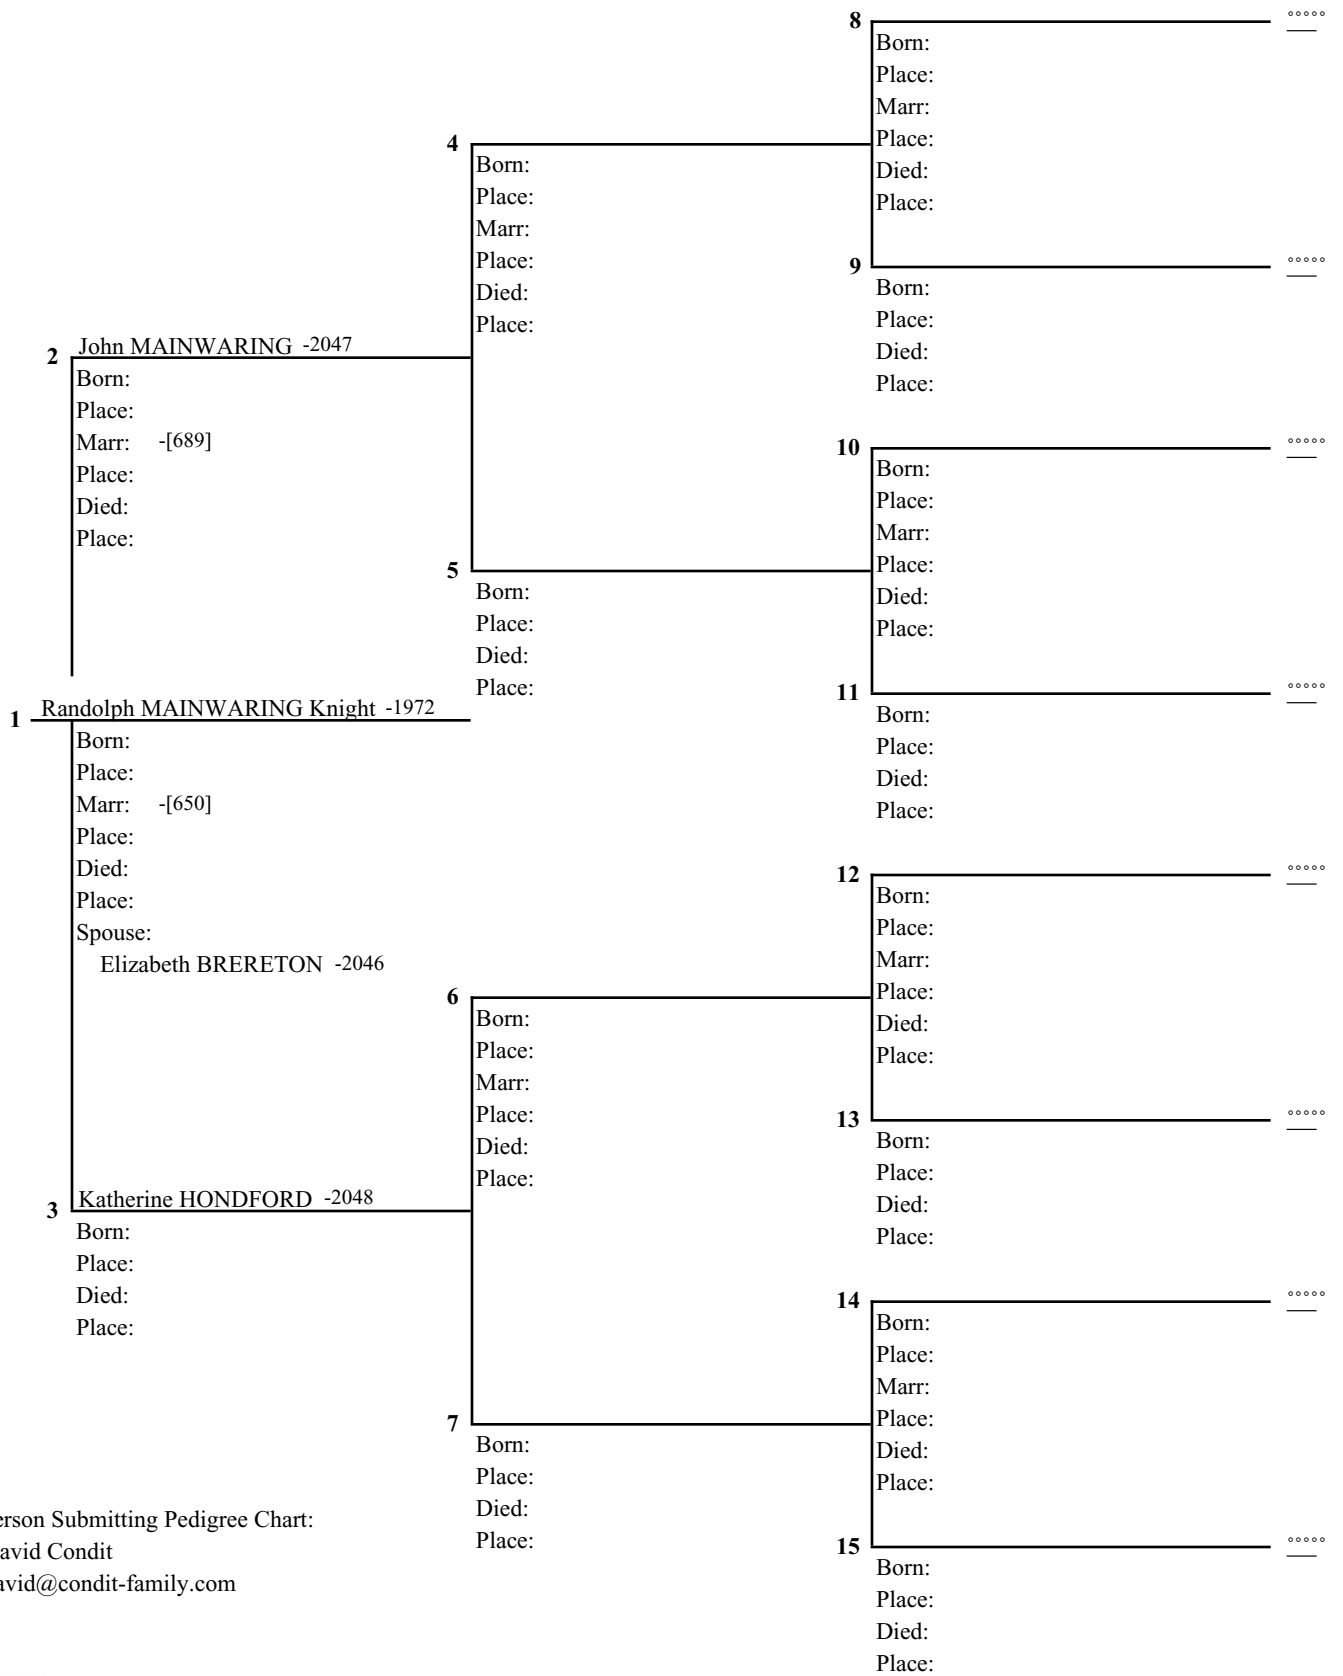 8 °°°°°
Born:
Place:
Marr:
Place:
Died:
Place:
4
Born:
Place:
Marr:
Place:
Died:
Place:
9 °°°°°
Born:
Place:
Died:
Place:
2 John MAINWARING -2047
Born:
Place:
Marr: -[689]
Place:
Died:
Place:
10 °°°°°
Born:
Place:
Marr:
Place:
Died:
Place:
5
Born:
Place:
Died:
Place:
11 °°°°°
Born:
Place:
Died:
Place:
1 Randolph MAINWARING Knight -1972
Born:
Place:
Marr: -[650]
Place:
Died:
Place:
Spouse:
Elizabeth BRERETON -2046
12 °°°°°
Born:
Place:
Marr:
Place:
Died:
Place:
6
Born:
Place:
Marr:
Place:
Died:
Place:
13 °°°°°
Born:
Place:
Died:
Place:
3 Katherine HONDFORD -2048
Born:
Place:
Died:
Place:
14 °°°°°
Born:
Place:
Marr:
Place:
Died:
Place:
7
Born:
Place:
Died:
Place:
15 °°°°°
Born:
Place:
Died:
Place:
erson Submitting Pedigree Chart:
avid Condit
avid@condit-family.com